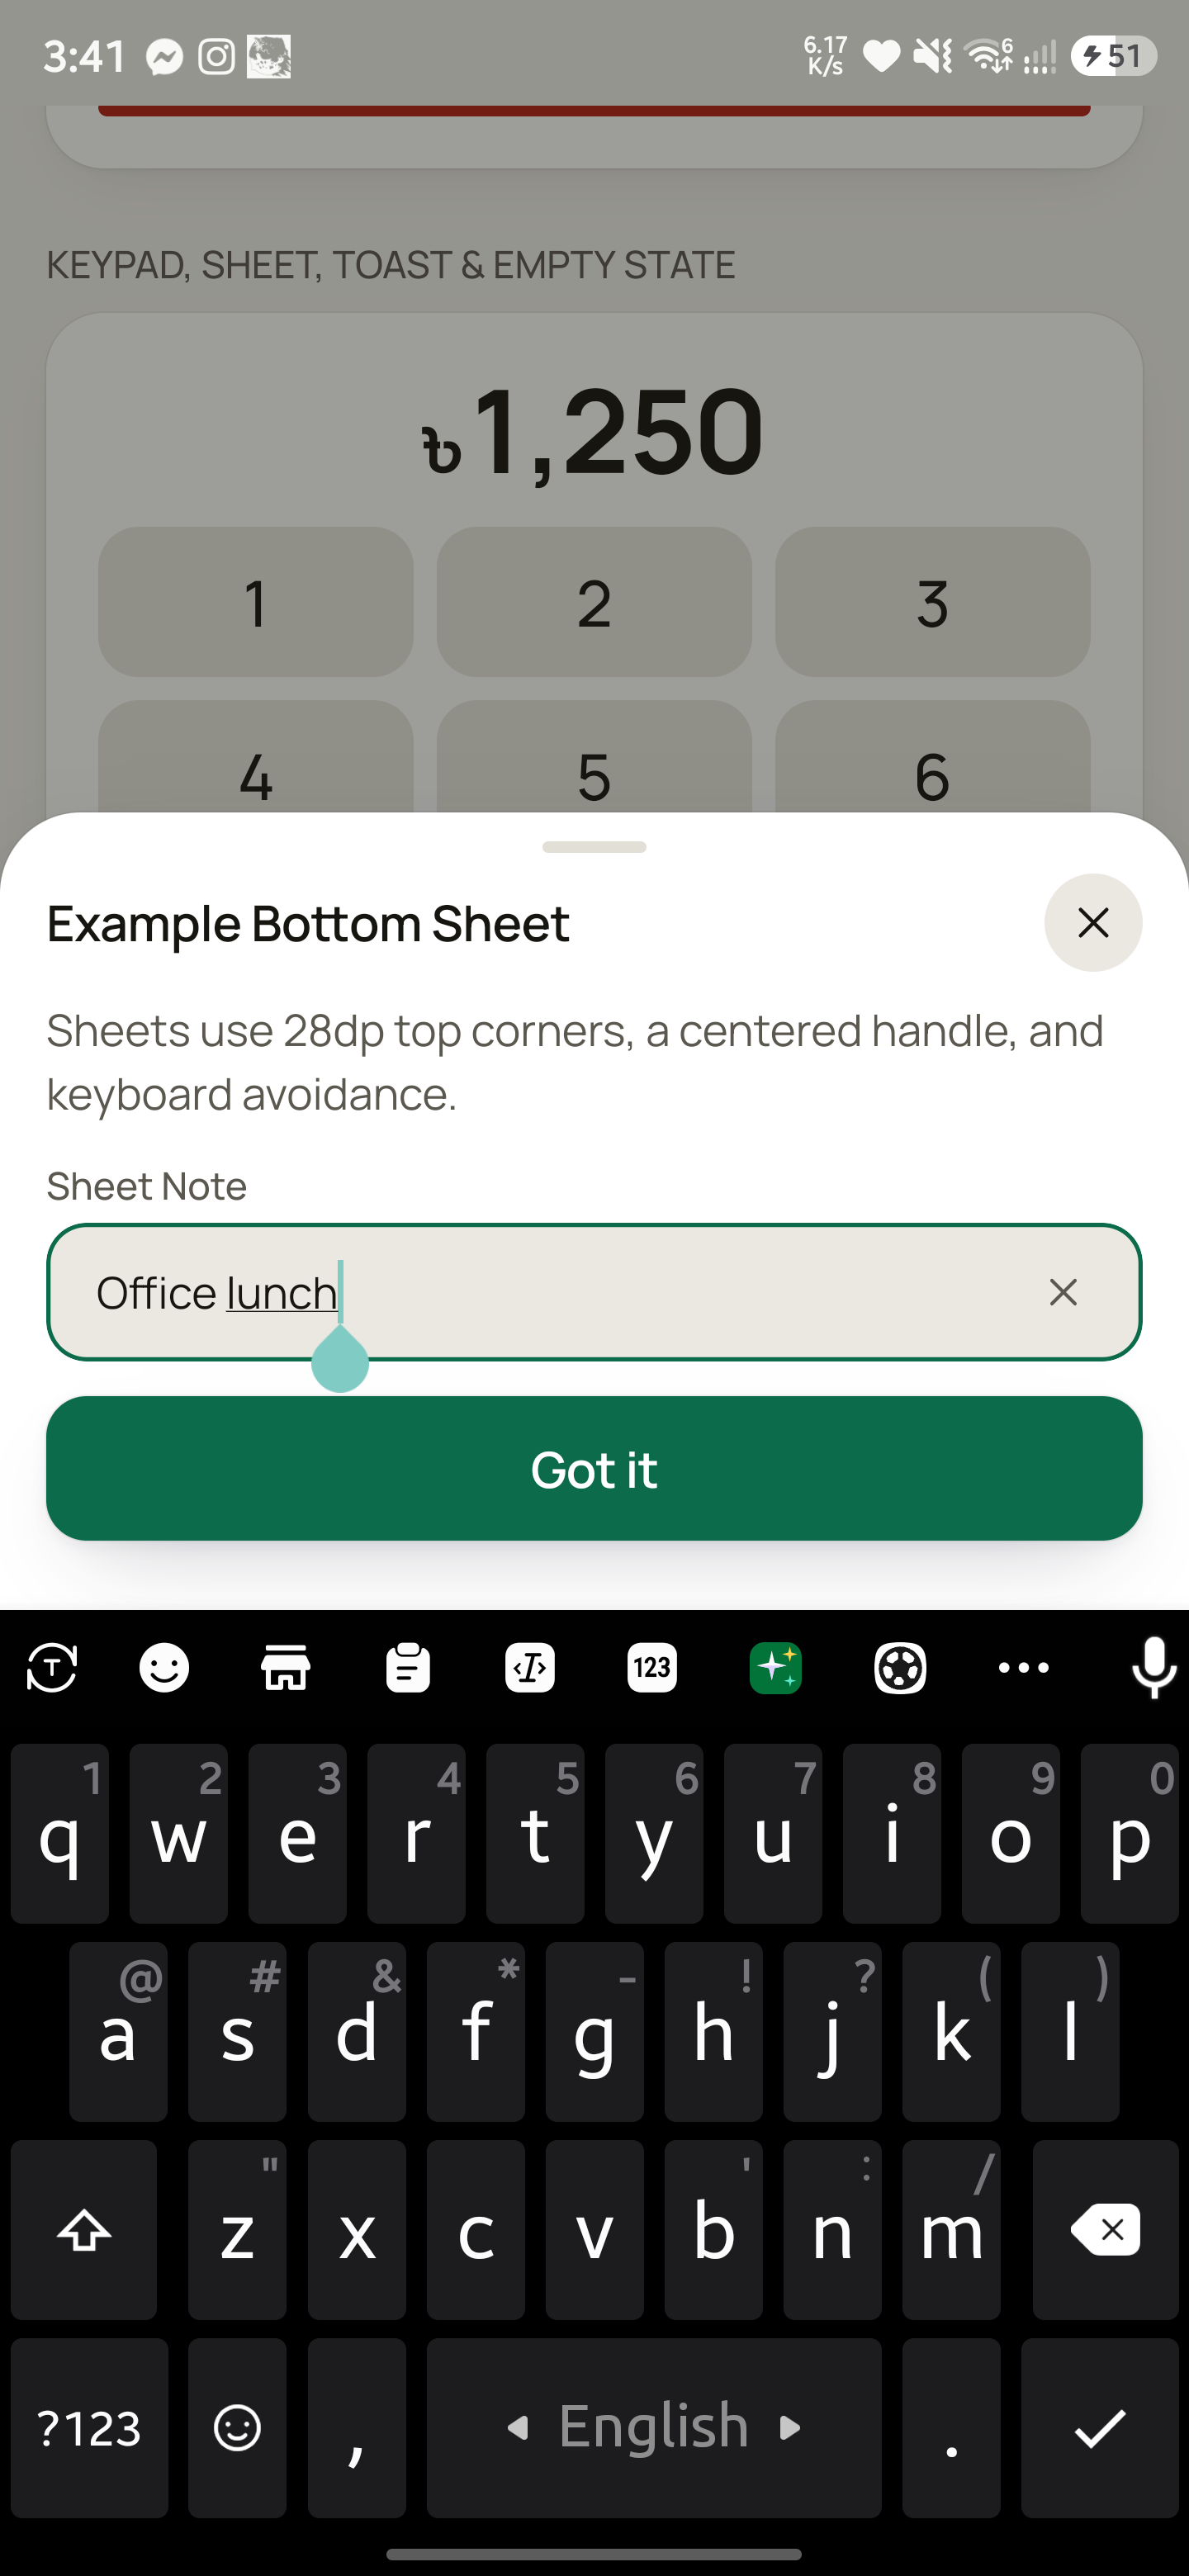 3:41
6.17
K/s
6
51
KEYPAD, SHEET, TOAST & EMPTY STATE
৳1,250
1 2 3
4 5 6
Example Bottom Sheet
Sheets use 28dp top corners, a centered handle, and
keyboard avoidance.
Sheet Note
Office lunch
Got it
T
T
123
1 2 3 4 5 6 7 8 9 0
q w e r t y u i o p
@ # & * - ! ? ( )
a s d f g h j k l
" ' : /
z x c v b n m
?123 , English .